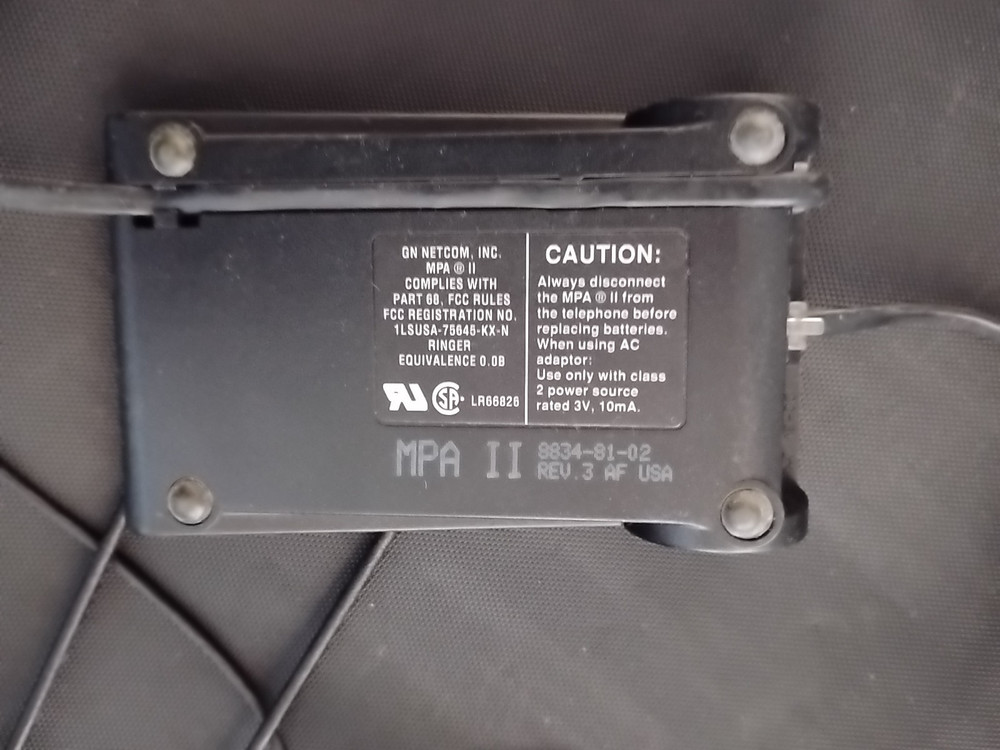 GN NETCOM, INC.
MPA ® II
COMPLIES WITH
PART 68, FCC RULES
FCC REGISTRATION NO.
1LSUSA-75645-KX-N
RINGER
EQUIVALENCE 0.0B
LR66826
CAUTION:
Always disconnect
the MPA ® II from
the telephone before
replacing batteries.
When using AC
adaptor:
Use only with class
2 power source
rated 3V, 10mA.
MPA II
8834-81-02
REV.3 AF USA